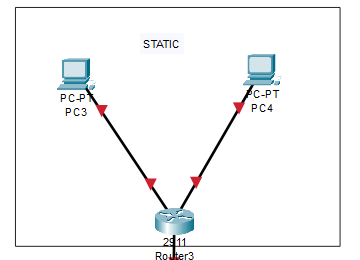 STATIC
PC-PT
PC3
PC-PT
PC4
2911
Router3